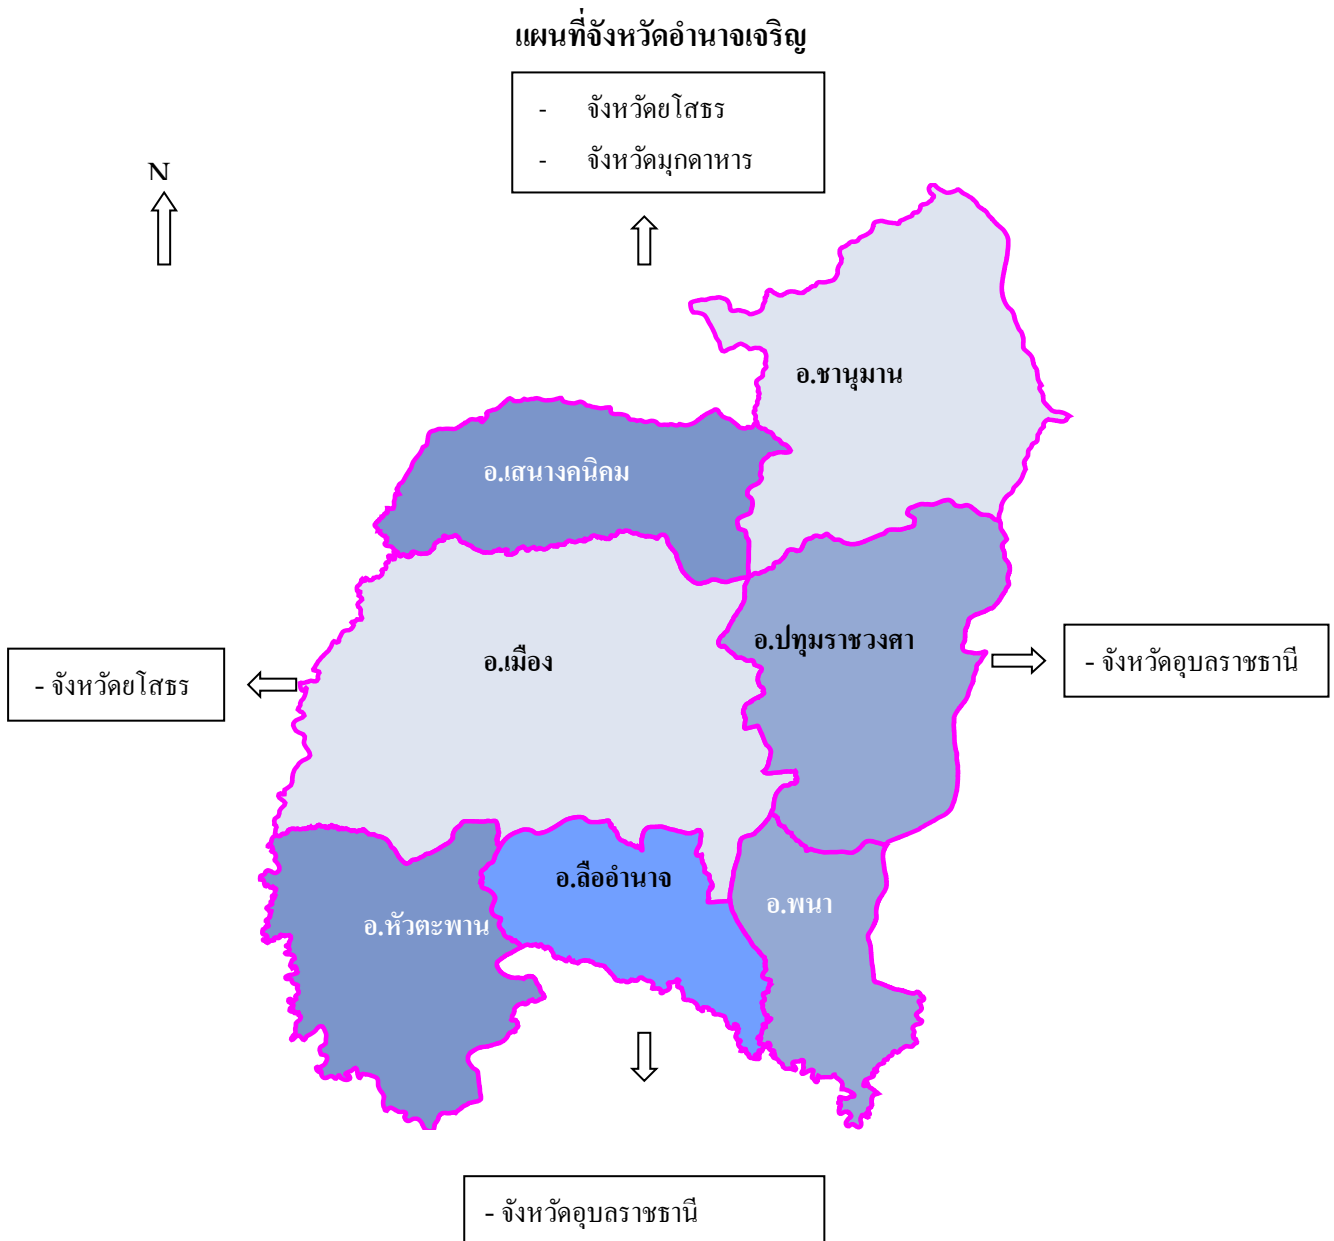 แผนที่จังหวัดอำนาจเจริญ
- จังหวัดยโสธร
- จังหวัดมุกดาหาร
N
อ.ชานุมาน
อ.เสนางคนิคม
อ.ปทุมราชวงศา
อ.เมือง
- จังหวัดอุบลราชธานี
- จังหวัดยโสธร
อ.ลืออำนาจ
อ.พนา
อ.หัวตะพาน
- จังหวัดอุบลราชธานี